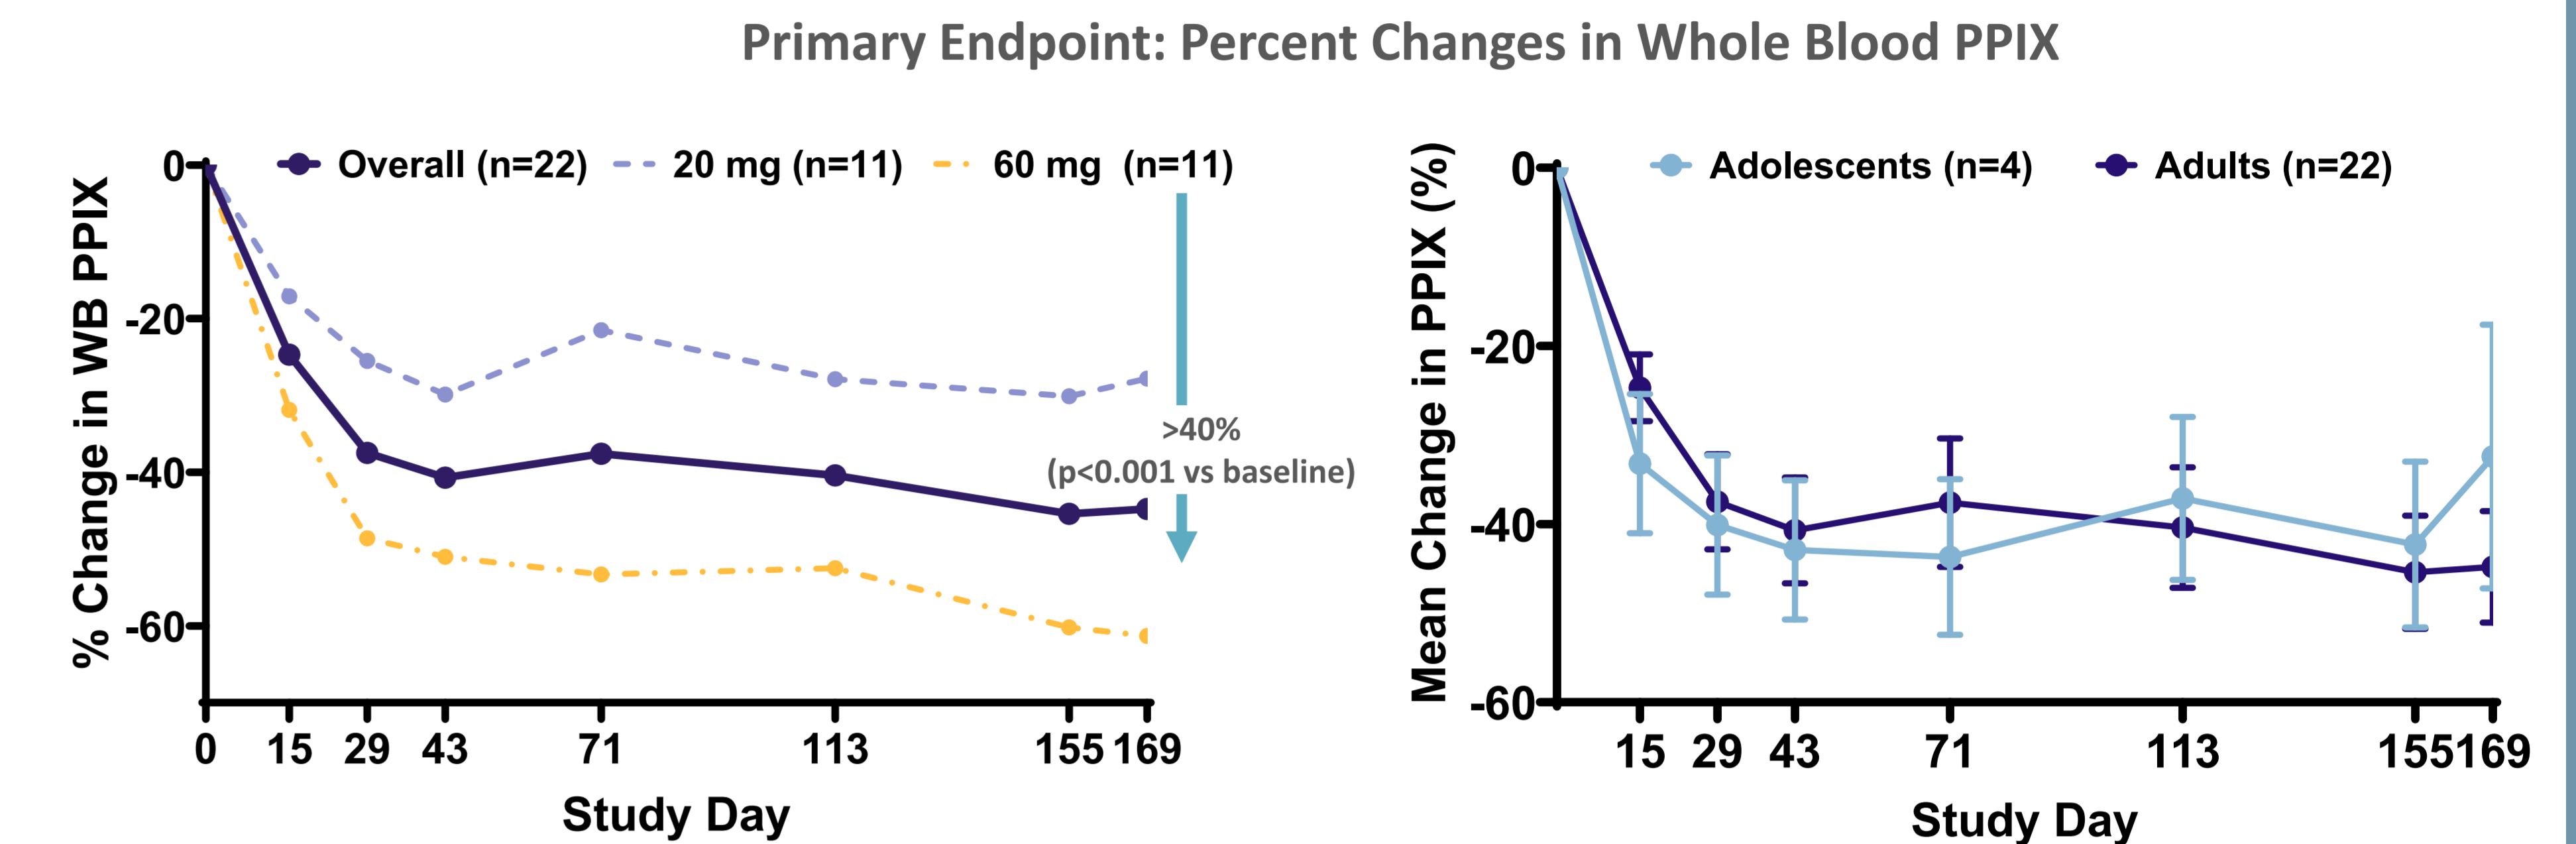 Primary Endpoint: Percent Changes in Whole Blood PPIX
% Change in WB PPIX
0
-20
-40
-60
Overall (n=22) 20 mg (n=11) 60 mg (n=11)
>40%
(p<0.001 vs baseline)
0 15 29 43 71 113 155 169
Study Day
Mean Change in PPIX (%)
0
-20
-40
-60
Adolescents (n=4) Adults (n=22)
15 29 43 71 113 155 169
Study Day